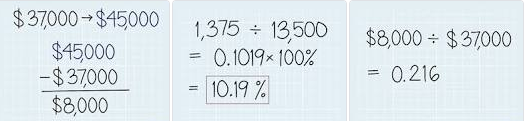 $37,000→$45,000
$45,000
-$37,000
$8,000
1,375 ÷ 13,500
= 0.1019×100%
= 10.19 %
$8,000 ÷ $37,000
= 0.216